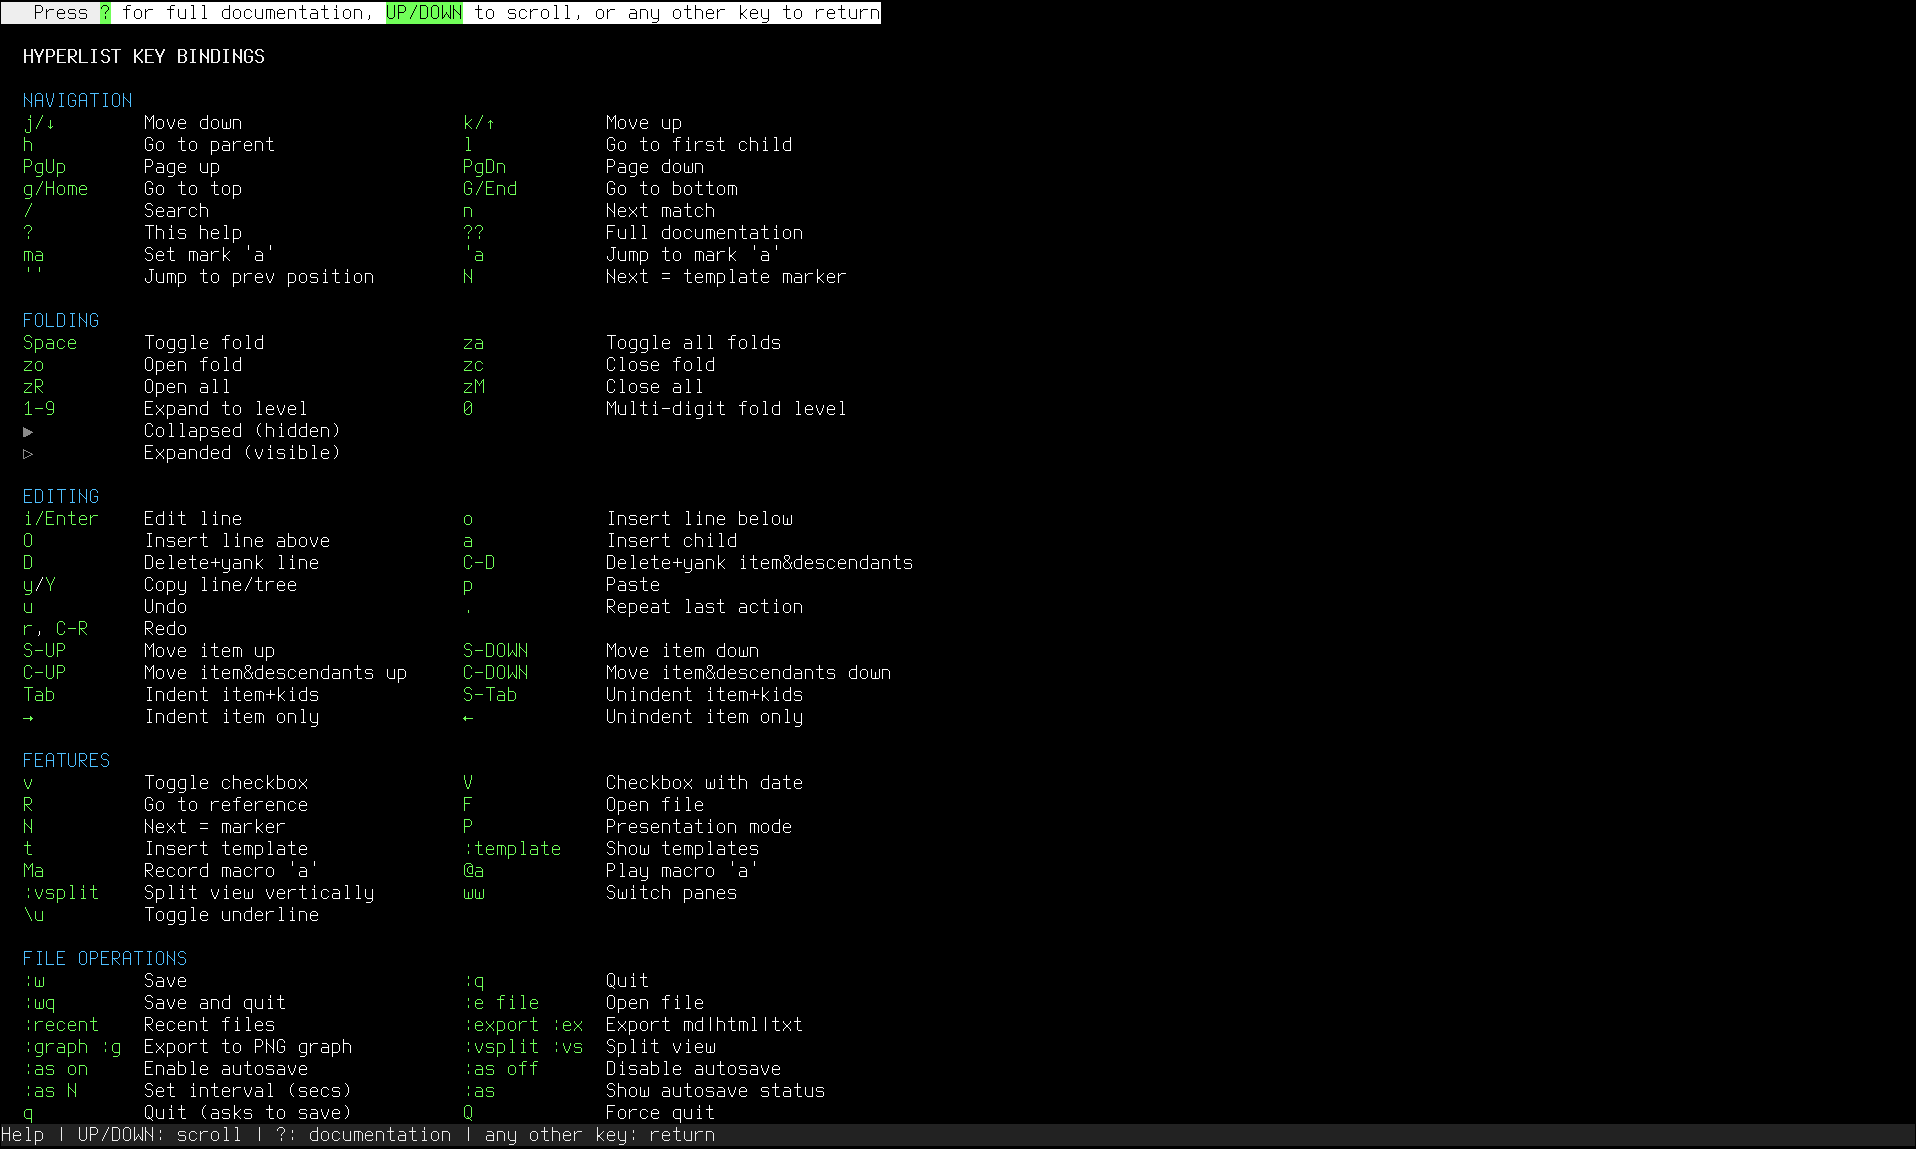 Press ? for full documentation, UP/DOWN to scroll, or any other key to return
HYPERLIST KEY BINDINGS
NAVIGATION
j/↓ Move down k/↑ Move up
h Go to parent l Go to first child
PgUp Page up PgDn Page down
g/Home Go to top G/End Go to bottom
/ Search n Next match
? This help ?? Full documentation
ma Set mark 'a' 'a Jump to mark 'a'
'' Jump to prev position N Next = template marker
FOLDING
Space Toggle fold za Toggle all folds
zo Open fold zc Close fold
zR Open all zM Close all
1-9 Expand to level 0 Multi-digit fold level
▶ Collapsed (hidden)
▷ Expanded (visible)
EDITING
i/Enter Edit line o Insert line below
O Insert line above a Insert child
D Delete+yank line C-D Delete+yank item&descendants
y/Y Copy line/tree p Paste
u Undo . Repeat last action
r, C-R Redo
S-UP Move item up S-DOWN Move item down
C-UP Move item&descendants up C-DOWN Move item&descendants down
Tab Indent item+kids S-Tab Unindent item+kids
→ Indent item only ← Unindent item only
FEATURES
v Toggle checkbox V Checkbox with date
R Go to reference F Open file
N Next = marker P Presentation mode
t Insert template :template Show templates
Ma Record macro 'a' @a Play macro 'a'
:vsplit Split view vertically ww Switch panes
\u Toggle underline
FILE OPERATIONS
:w Save :q Quit
:wq Save and quit :e file Open file
:recent Recent files :export :ex Export md|html|txt
:graph :g Export to PNG graph :vsplit :vs Split view
:as on Enable autosave :as off Disable autosave
:as N Set interval (secs) :as Show autosave status
q Quit (asks to save) Q Force quit
Help | UP/DOWN: scroll | ?: documentation | any other key: return